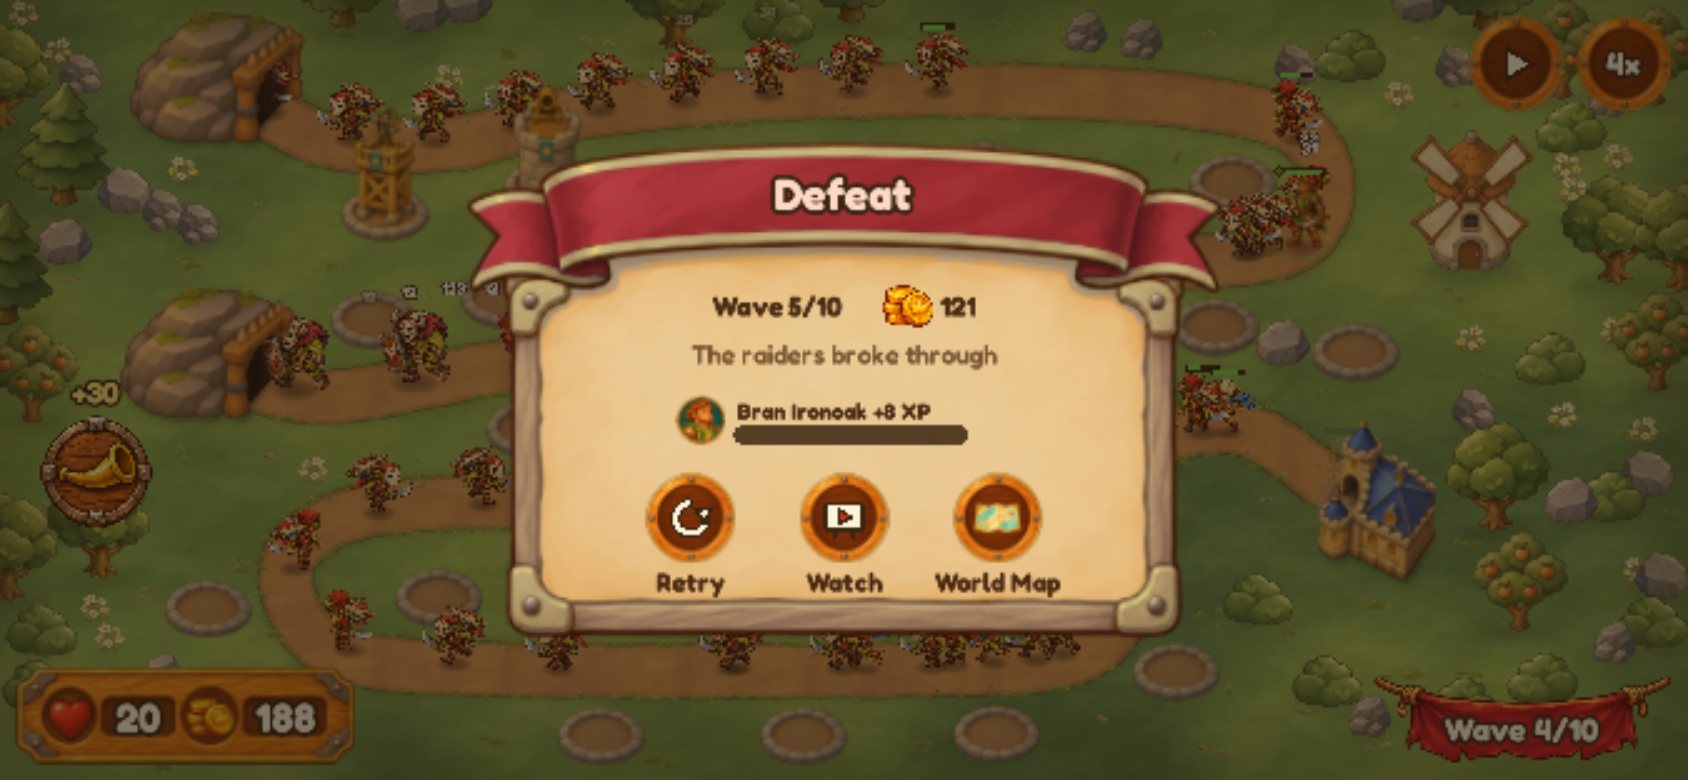 4x
Defeat
Wave 5/10 121
The raiders broke through
+30
Bran Ironoak +8 XP
Retry Watch World Map
20 188
Wave 4/10